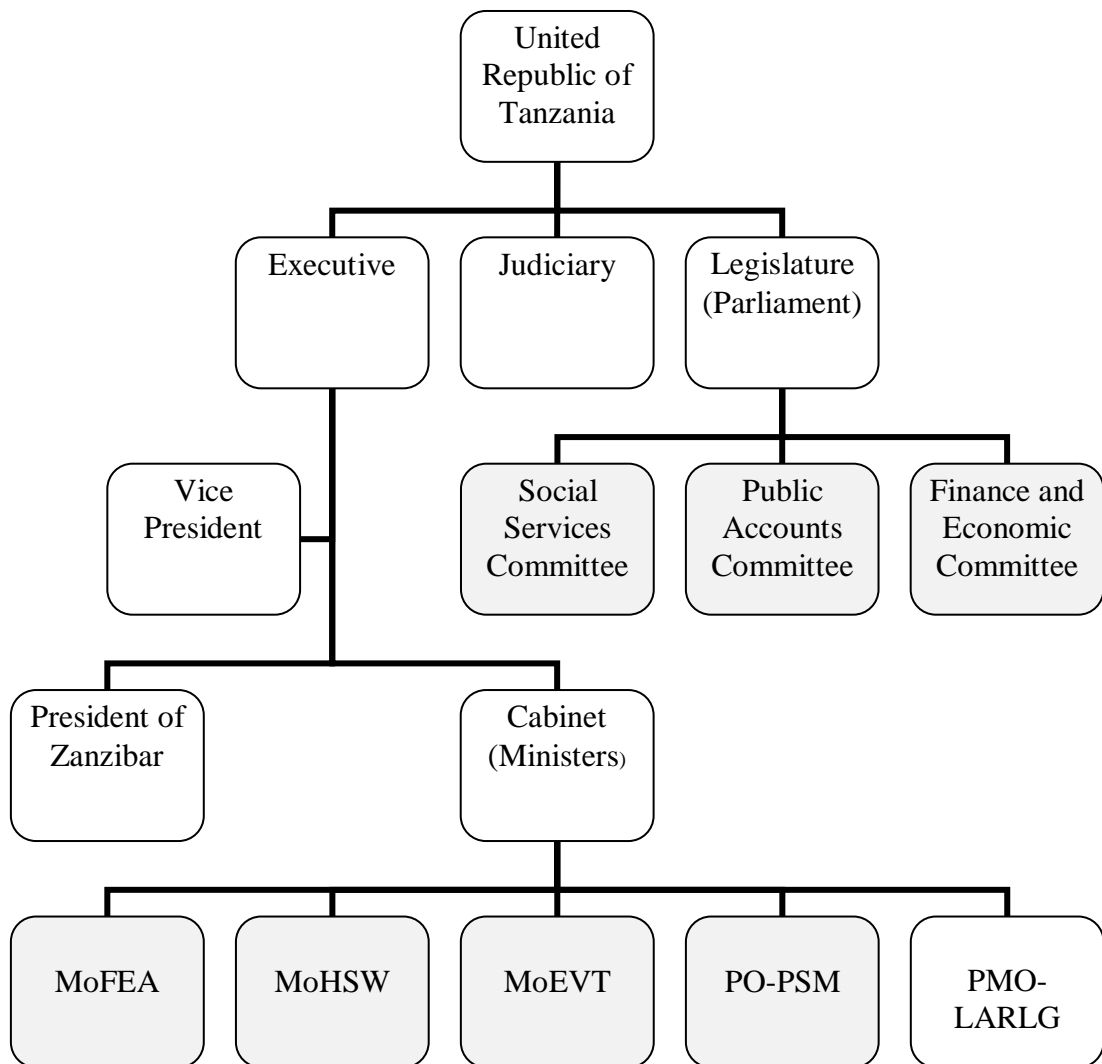 United
Republic of
Tanzania
Executive
Judiciary
Legislature
(Parliament)
Vice
President
Social
Services
Committee
Public
Accounts
Committee
Finance and
Economic
Committee
President of
Zanzibar
Cabinet
(Ministers)
MoFEA
MoHSW
MoEVT
PO-PSM
PMO-
LARLG